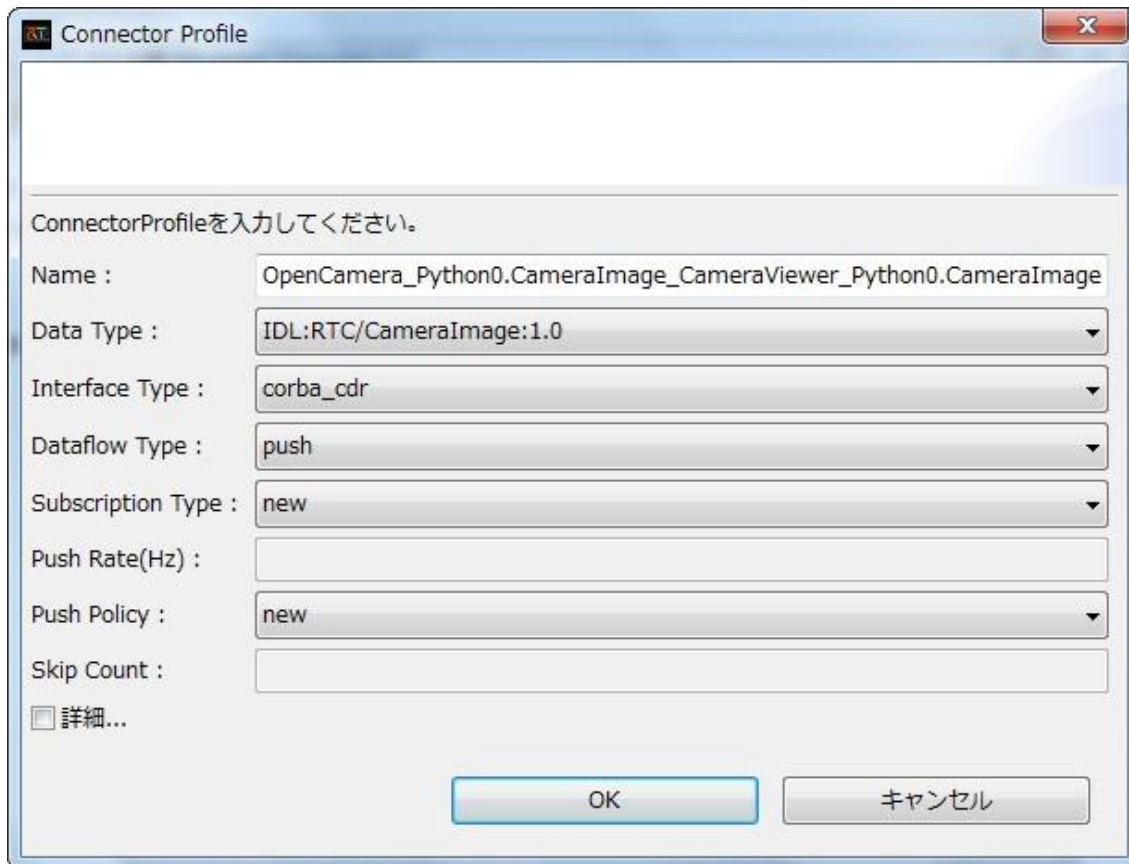 Connector Profile
ConnectorProfileを入力してください。
Name : OpenCamera_Python0.CameraImage_CameraViewer_Python0.CameraImage
Data Type : IDL:RTC/CameraImage:1.0
Interface Type : corba_cdr
Dataflow Type : push
Subscription Type : new
Push Rate(Hz) :
Push Policy : new
Skip Count :
詳細...
OK キャンセル